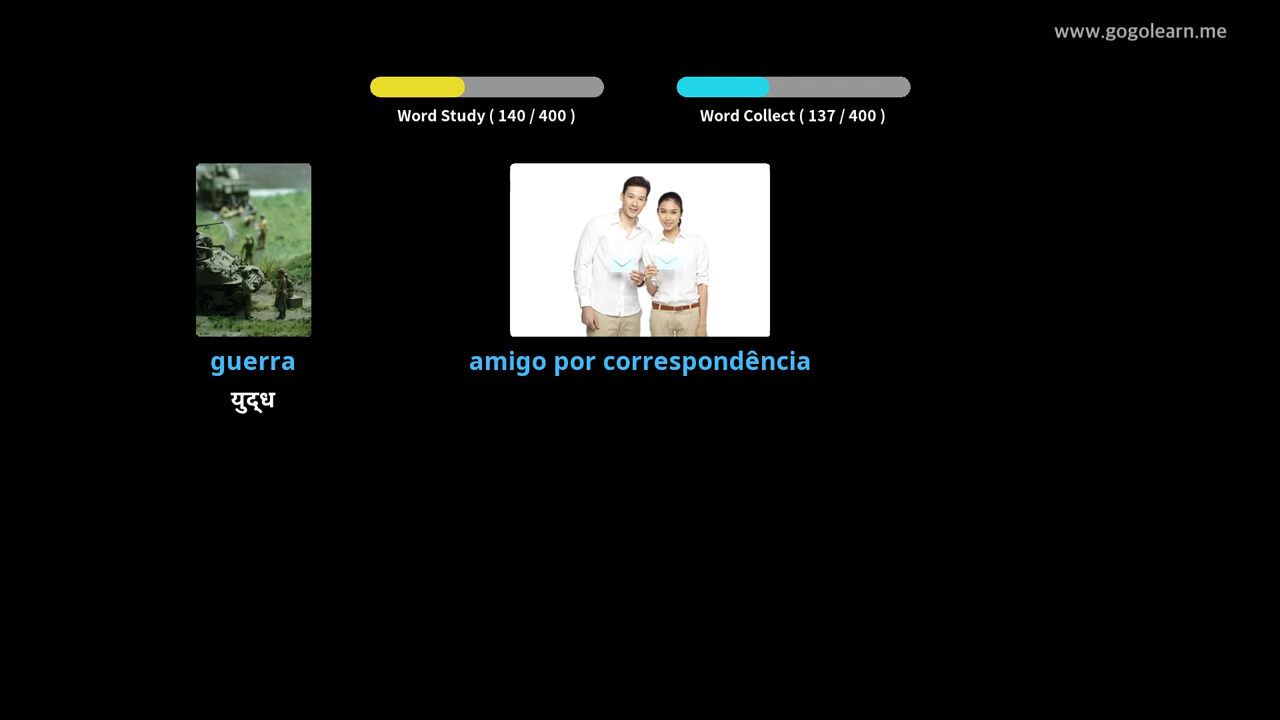 www.gogolearn.me
Word Study ( 140 / 400 )
Word Collect ( 137 / 400 )
guerra
युद्ध
amigo por correspondência